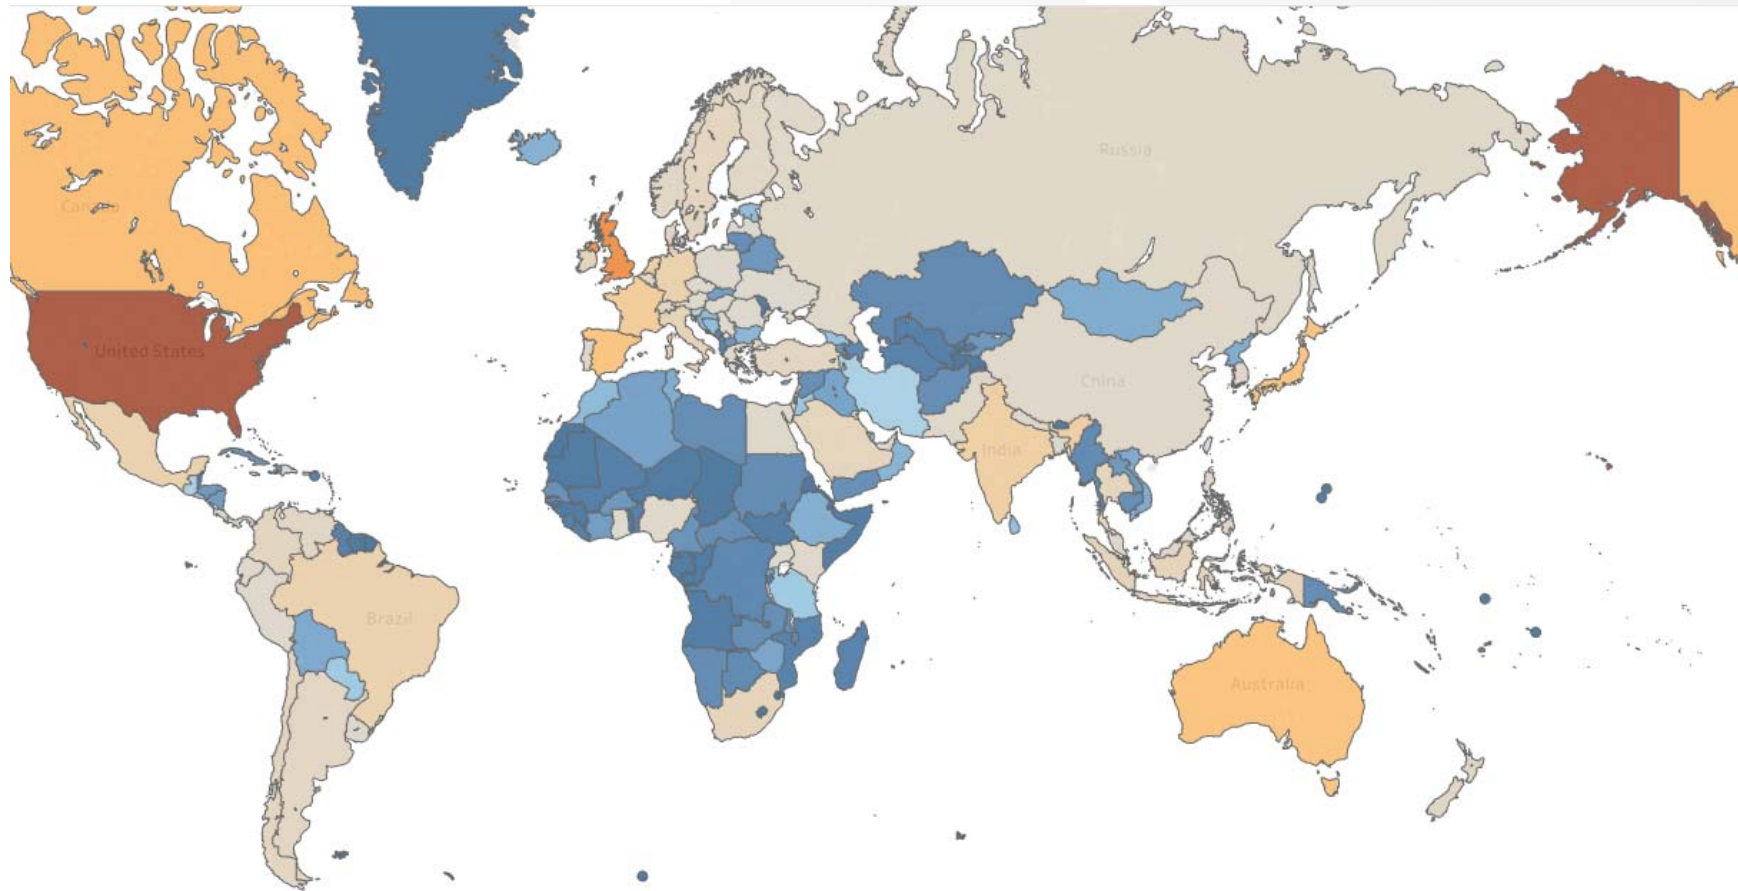 Russia
Canada
United States
China
India
Brazil
Australia